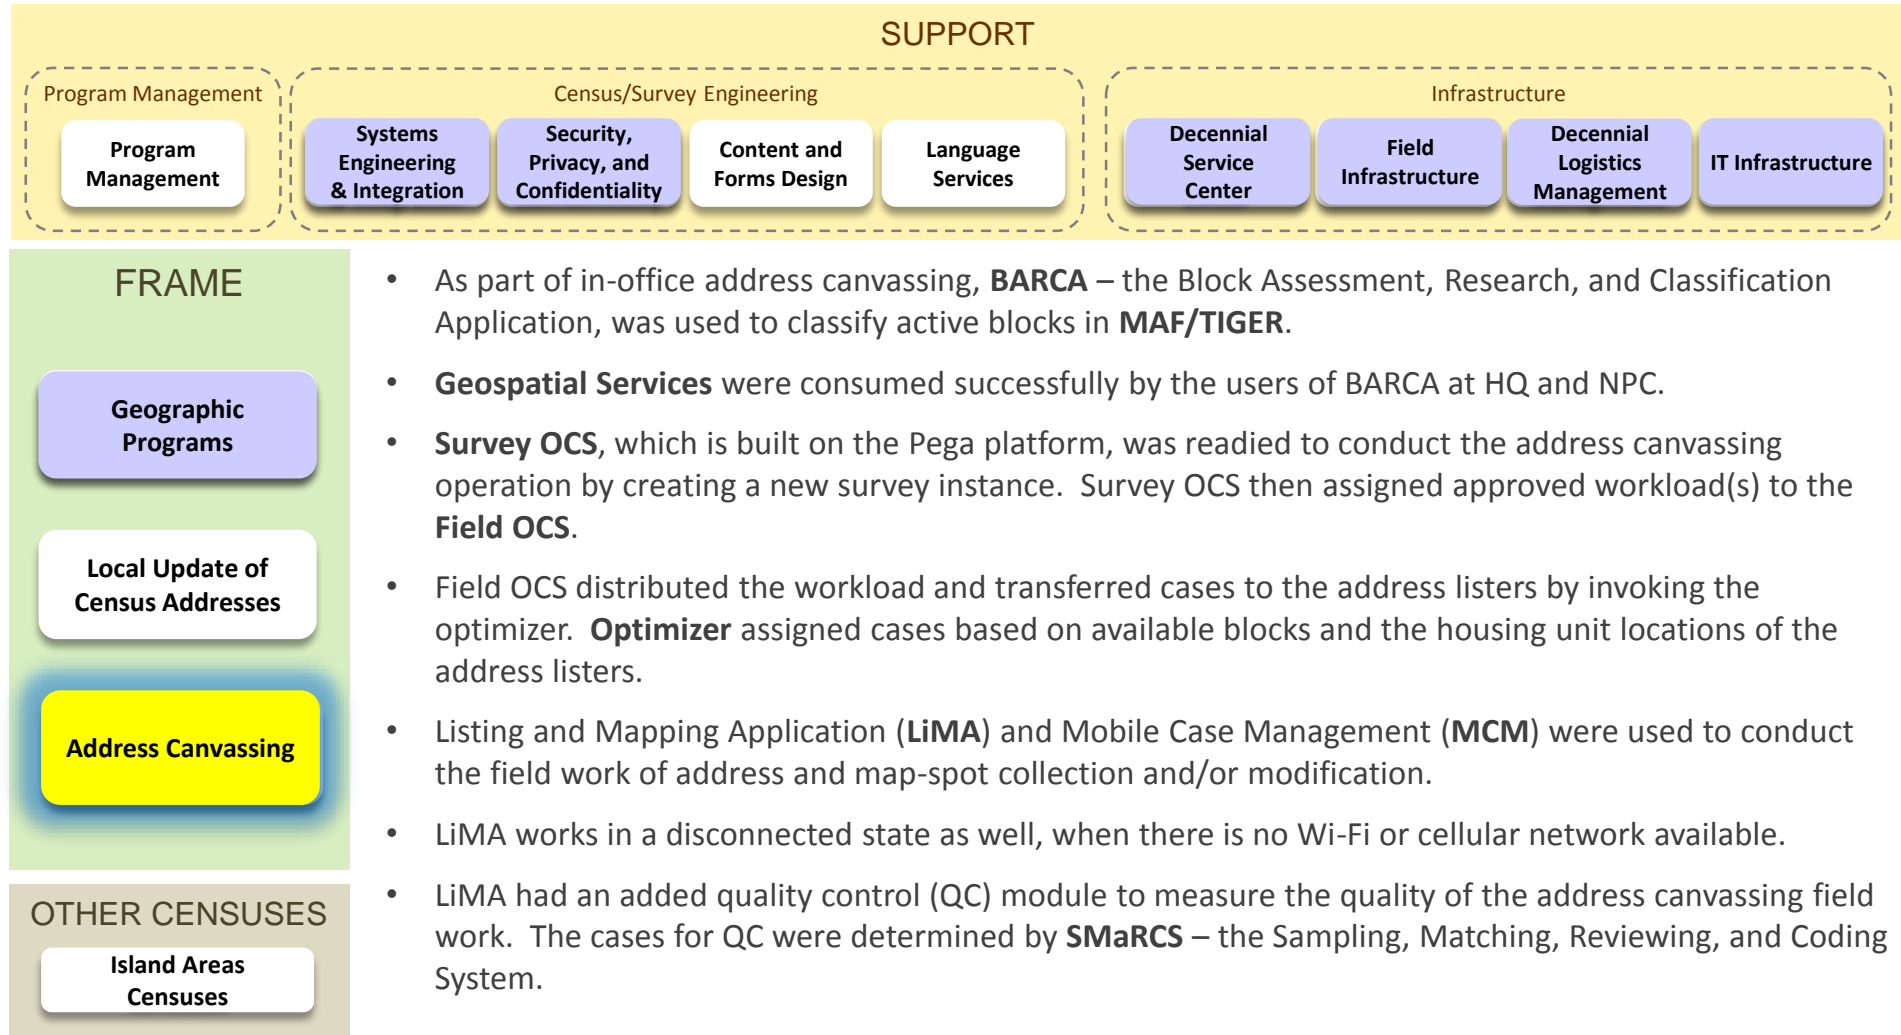 SUPPORT
Program Management
Program
Management
Census/Survey Engineering
Systems
Engineering
& Integration
Security,
Privacy, and
Confidentiality
Content and
Forms Design
Language
Services
Infrastructure
Decennial
Service
Center
Field
Infrastructure
Decennial
Logistics
Management
IT Infrastructure
FRAME
Geographic
Programs
Local Update of
Census Addresses
Address Canvassing
OTHER CENSUSES
Island Areas
Censuses
• As part of in-office address canvassing, BARCA – the Block Assessment, Research, and Classification
Application, was used to classify active blocks in MAF/TIGER.
• Geospatial Services were consumed successfully by the users of BARCA at HQ and NPC.
• Survey OCS, which is built on the Pega platform, was readied to conduct the address canvassing
operation by creating a new survey instance.  Survey OCS then assigned approved workload(s) to the
Field OCS.
• Field OCS distributed the workload and transferred cases to the address listers by invoking the
optimizer.  Optimizer assigned cases based on available blocks and the housing unit locations of the
address listers.
• Listing and Mapping Application (LiMA) and Mobile Case Management (MCM) were used to conduct
the field work of address and map-spot collection and/or modification.
• LiMA works in a disconnected state as well, when there is no Wi-Fi or cellular network available.
• LiMA had an added quality control (QC) module to measure the quality of the address canvassing field
work.  The cases for QC were determined by SMaRCS – the Sampling, Matching, Reviewing, and Coding
System.